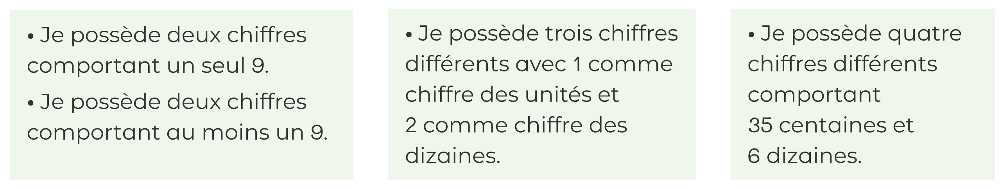 • Je possède deux chiffres
comportant un seul 9.
• Je possède deux chiffres
comportant au moins un 9.
• Je possède trois chiffres
différents avec 1 comme
chiffre des unités et
2 comme chiffre des
dizaines.
• Je possède quatre
chiffres différents
comportant
35 centaines et
6 dizaines.